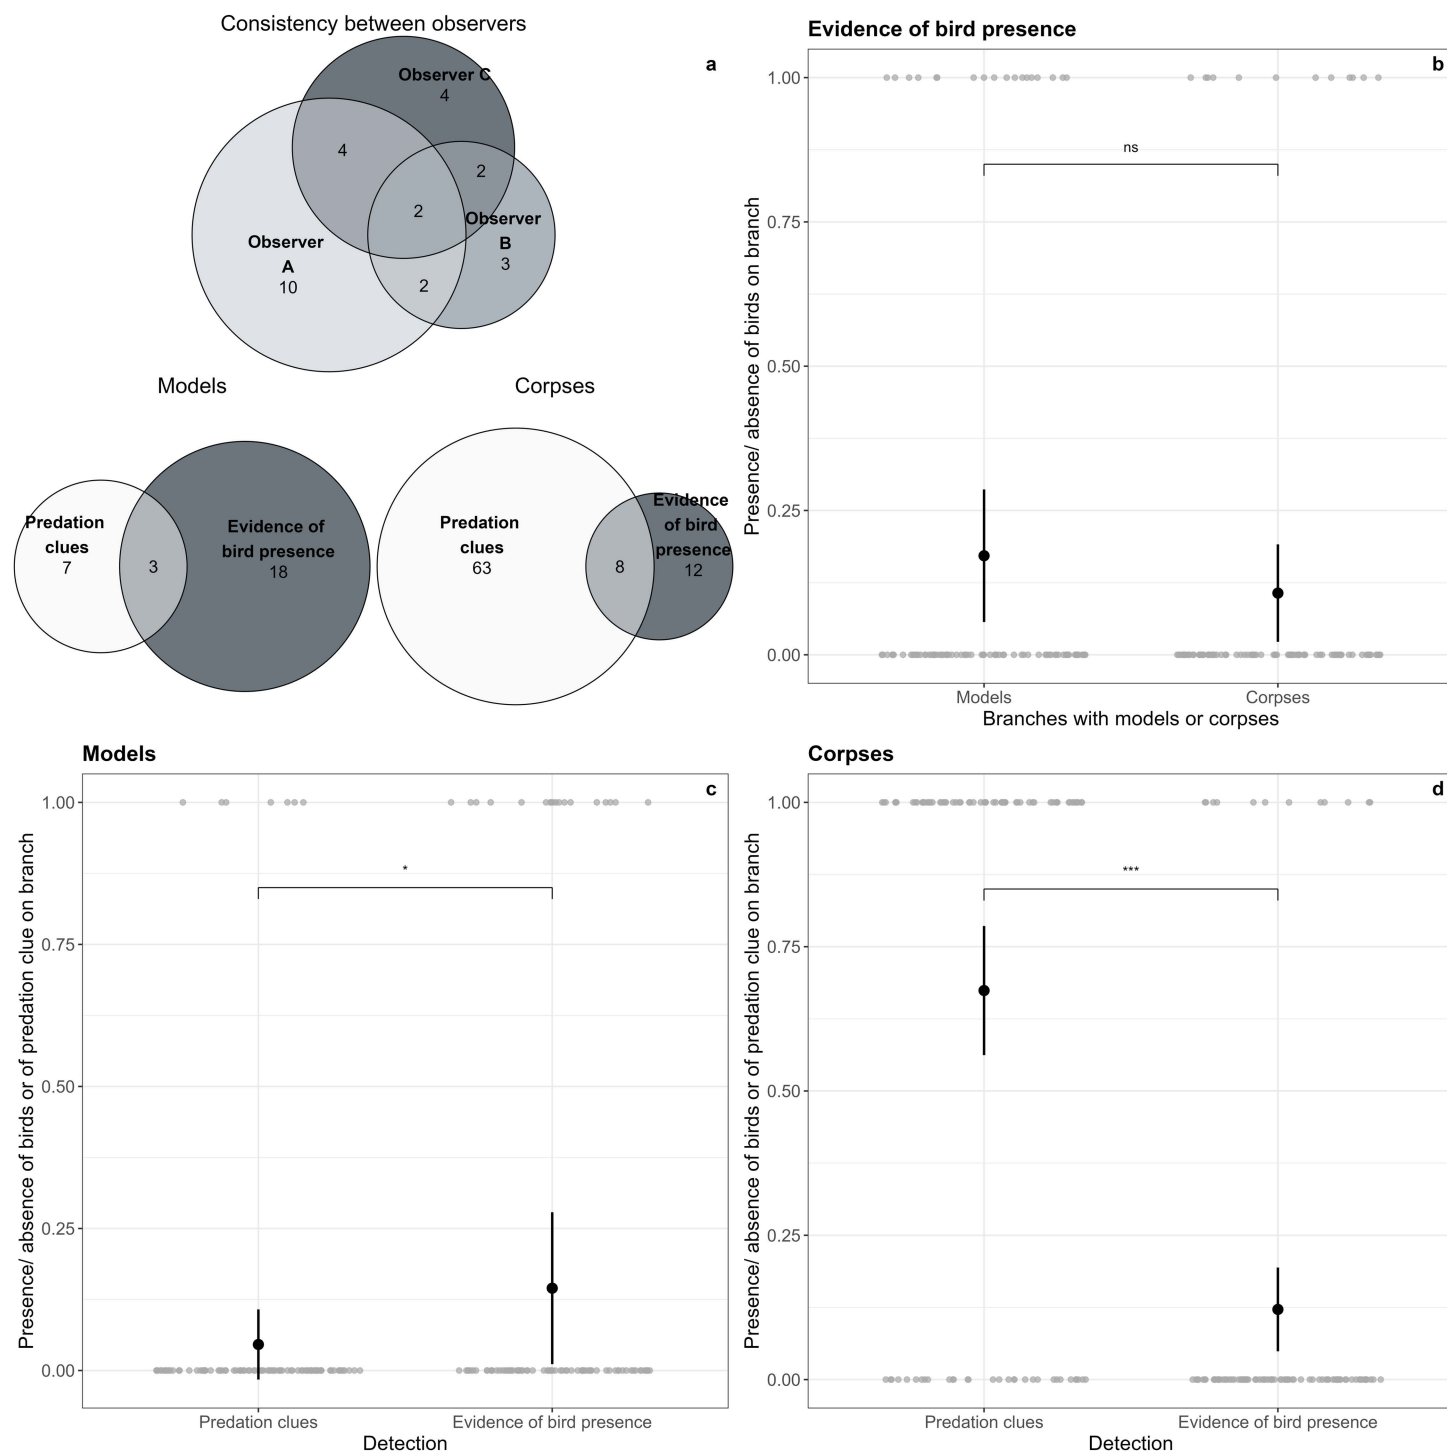 Consistency between observers
a
Observer C
4
4
2
2
Observer
B
3
Observer
A
10
2
Models
Corpses
Predation
clues
7
3
Evidence of
bird presence
18
Predation
clues
63
8
Evidence
of bird
presence
12
Evidence of bird presence
b
Presence/ absence of birds on branch
1.00
0.75
0.50
0.25
0.00
ns
Models
Corpses
Branches with models or corpses
Models
c
Presence/ absence of birds or of predation clue on branch
1.00
0.75
0.50
0.25
0.00
*
Predation clues
Evidence of bird presence
Detection
Corpses
d
Presence/ absence of birds or of predation clue on branch
1.00
0.75
0.50
0.25
0.00
***
Predation clues
Evidence of bird presence
Detection